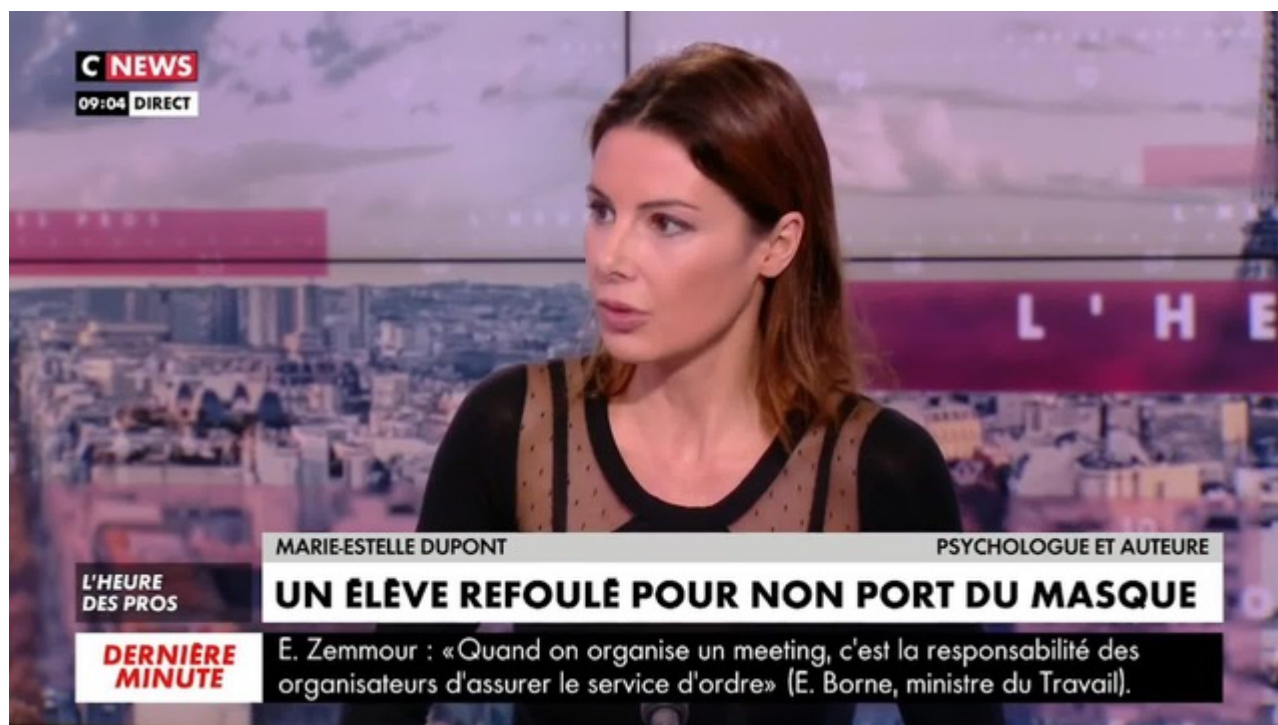 C NEWS
09:04 DIRECT
L'HE
MARIE-ESTELLE DUPONT
PSYCHOLOGUE ET AUTEURE
L'HEURE
DES PROS
UN ÉLÈVE REFOULÉ POUR NON PORT DU MASQUE
DERNIÈRE
MINUTE
E. Zemmour : «Quand on organise un meeting, c'est la responsabilité des
organisateurs d'assurer le service d'ordre» (E. Borne, ministre du Travail).